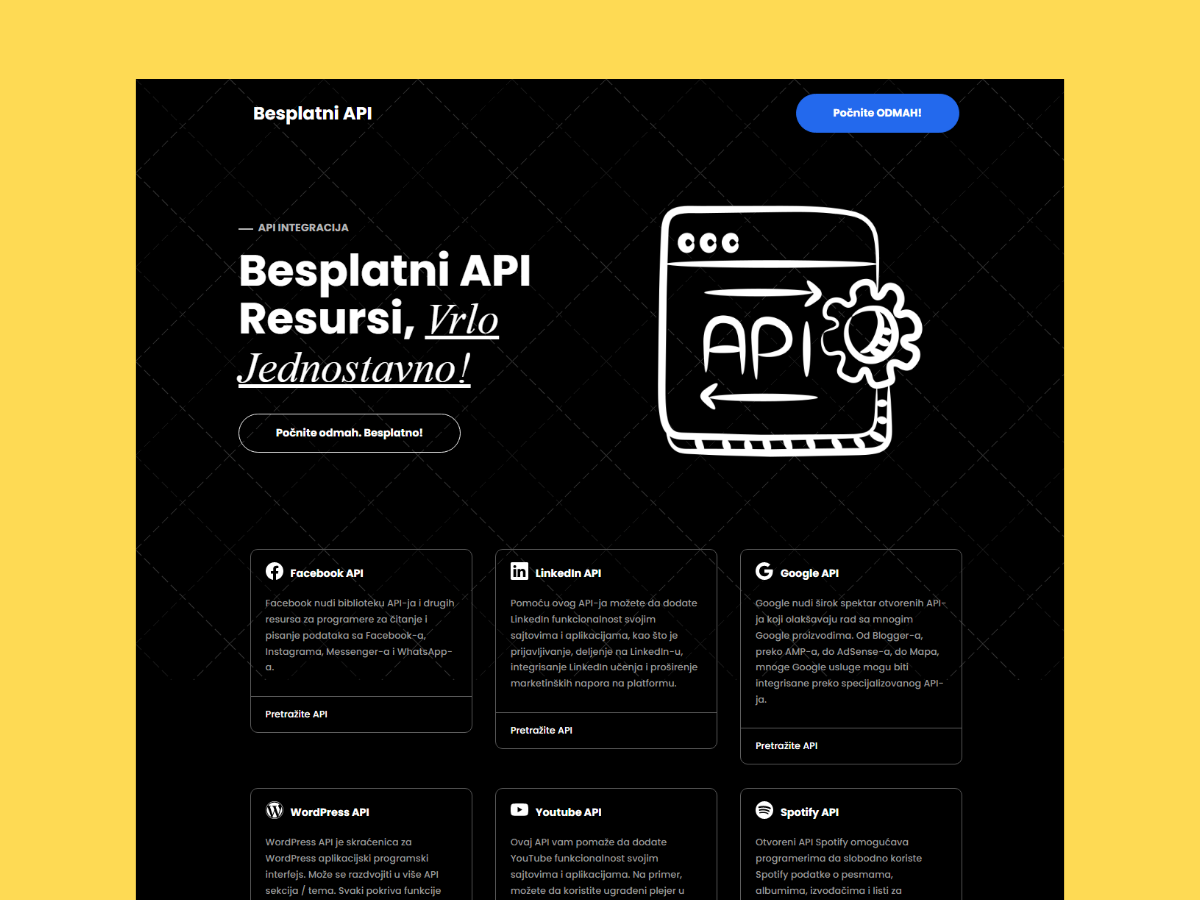 Besplatni API
Počnite ODMAH!
API INTEGRACIJA
Besplatni API
Resursi, Vrlo
Jednostavno!
Počnite odmah. Besplatno!
API
Facebook API
Facebook nudi biblioteku API-ja i drugih
resursa za programere za čitanje i
pisanje podataka sa Facebook-a,
Instagrama, Messenger-a i WhatsApp-
a.
Pretražite API
LinkedIn API
Pomoću ovog API-ja možete da dodate
LinkedIn funkcionalnost svojim
sajtovima i aplikacijama, kao što je
prijavljivanje, deljenje na LinkedIn-u,
integrisanje LinkedIn učenja i proširenje
marketinških napora na platformu.
Pretražite API
Google API
Google nudi širok spektar otvorenih API-
ja koji olakšavaju rad sa mnogim
Google proizvodima. Od Blogger-a,
preko AMP-a, do AdSense-a, do Mapa,
mnoge Google usluge mogu biti
integrisane preko specijalizovanog API-
ja.
Pretražite API
WordPress API
WordPress API je skraćenica za
WordPress aplikacijski programski
interfejs. Može se razdvojiti u više API
sekcija / tema. Svaki pokriva funkcije
Youtube API
Ovaj API vam pomaže da dodate
YouTube funkcionalnost svojim
sajtovima i aplikacijama. Na primer,
možete da koristite ugrađeni plejer u
Spotify API
Otvoreni API Spotify omogućava
programerima da slobodno koriste
Spotify podatke o pesmama,
albumima, izvođačima i listi za